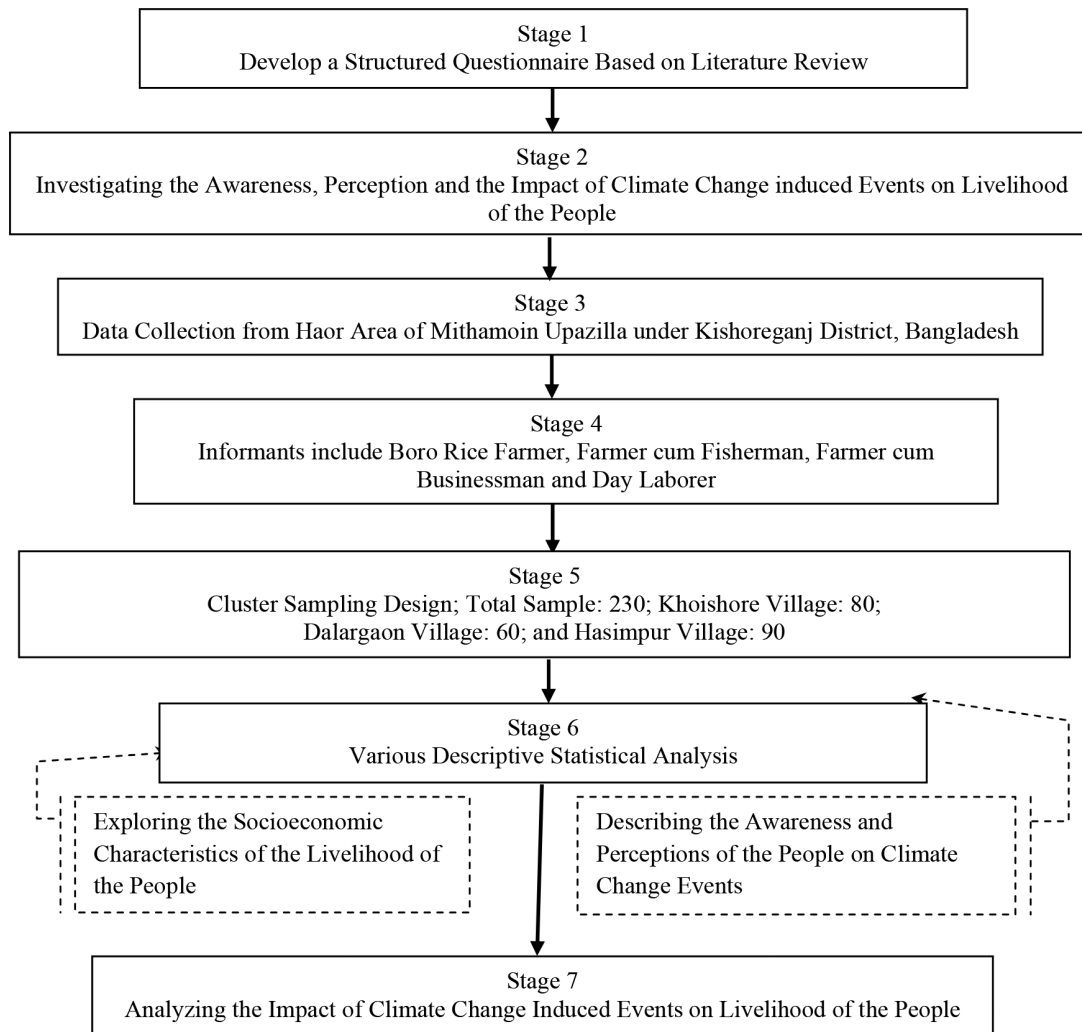 Stage 1
Develop a Structured Questionnaire Based on Literature Review
Stage 2
Investigating the Awareness, Perception and the Impact of Climate Change induced Events on Livelihood
of the People
Stage 3
Data Collection from Haor Area of Mithamoin Upazilla under Kishoreganj District, Bangladesh
Stage 4
Informants include Boro Rice Farmer, Farmer cum Fisherman, Farmer cum
Businessman and Day Laborer
Stage 5
Cluster Sampling Design; Total Sample: 230; Khoishore Village: 80;
Dalargaon Village: 60; and Hasimpur Village: 90
Stage 6
Various Descriptive Statistical Analysis
Exploring the Socioeconomic
Characteristics of the Livelihood of
the People
Describing the Awareness and
Perceptions of the People on Climate
Change Events
Stage 7
Analyzing the Impact of Climate Change Induced Events on Livelihood of the People